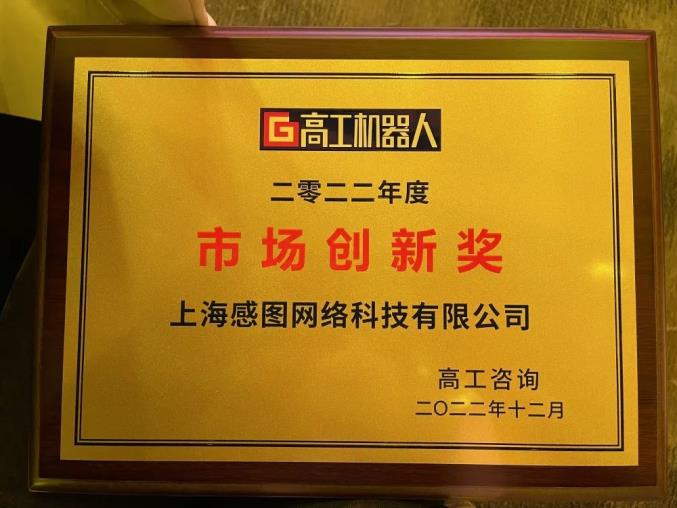 G高工机器人
二零二二年度
市场创新奖
上海感图网络科技有限公司
高工咨询
二〇二二年十二月